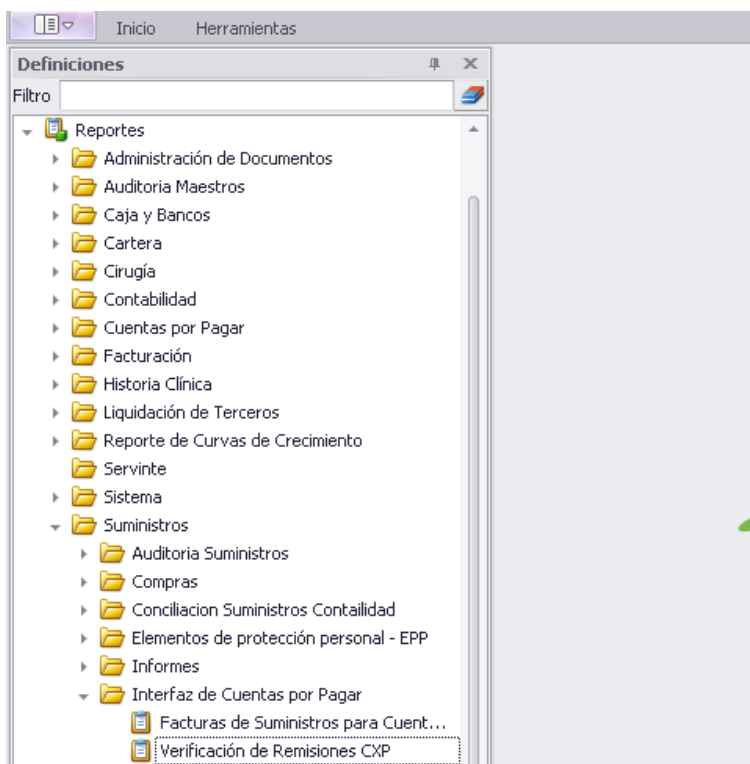 Inicio Herramientas
Definiciones
Filtro
Reportes
Administración de Documentos
Auditoria Maestros
Caja y Bancos
Cartera
Cirugía
Contabilidad
Cuentas por Pagar
Facturación
Historia Clínica
Liquidación de Terceros
Reporte de Curvas de Crecimiento
Servinte
Sistema
Suministros
Auditoria Suministros
Compras
Conciliacion Suministros Contailidad
Elementos de protección personal - EPP
Informes
Interfaz de Cuentas por Pagar
Facturas de Suministros para Cuent...
Verificación de Remisiones CXP